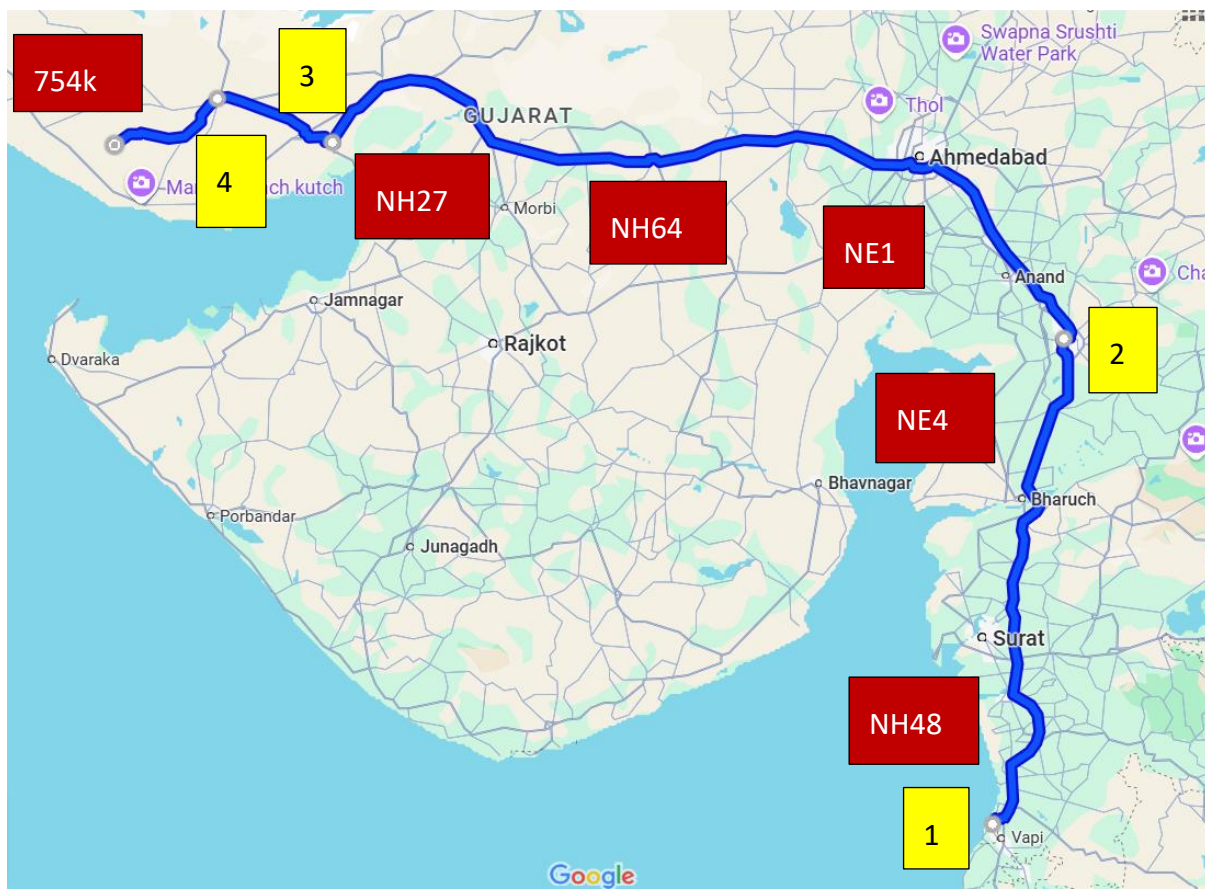 Swapna Srushti
Water Park
754k
3
Thol
GUJARAT
Ahmedabad
4
NH27
Morbi
NH64
NE1
Anand
Jamnagar
Rajkot
2
Dvaraka
NE4
Bhavnagar
Bharuch
Porbandar
Junagadh
Surat
NH48
1
Vapi
Google